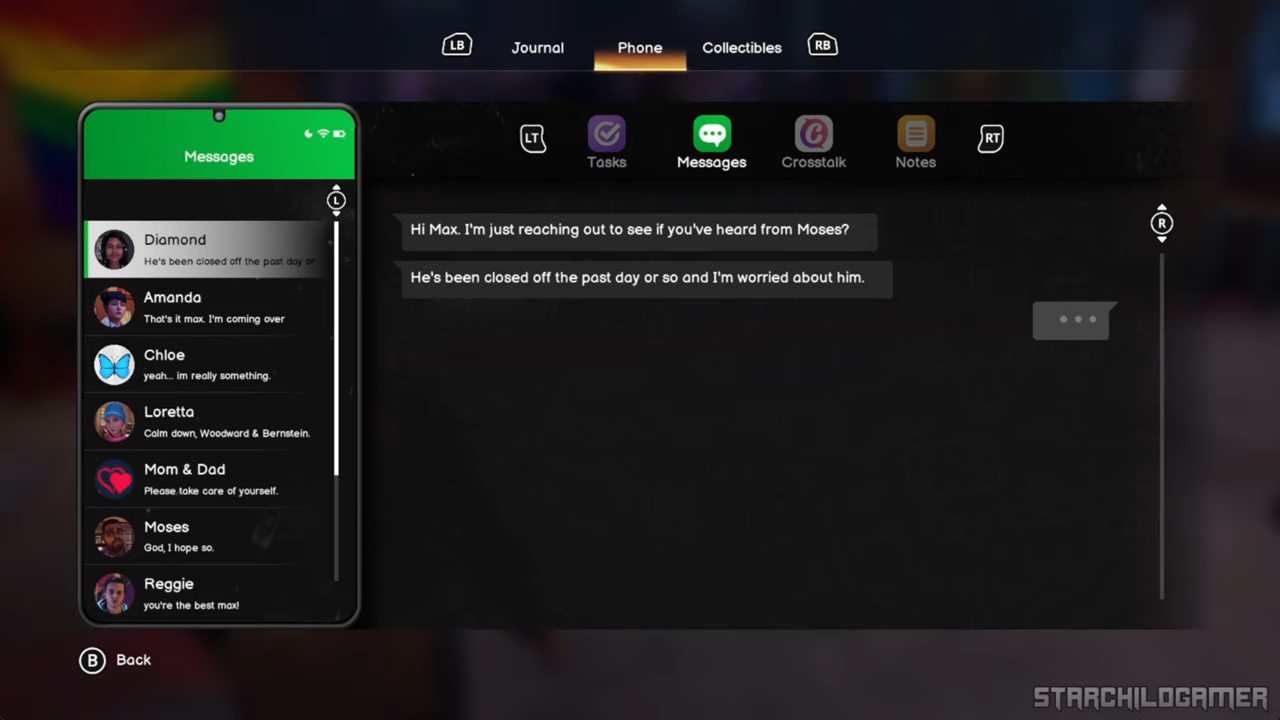 LB
Journal
Phone
Collectibles
RB
Messages
L
Diamond
He's been closed off the past day or
Amanda
That's it max. I'm coming over
Chloe
yeah... im really something.
Loretta
Calm down, Woodward & Bernstein.
Mom & Dad
Please take care of yourself.
Moses
God, I hope so.
Reggie
you're the best max!
LT
Tasks
Messages
Crosstalk
Notes
RT
Hi Max. I'm just reaching out to see if you've heard from Moses?
He's been closed off the past day or so and I'm worried about him.
R
B Back
STARCHILDGAMER